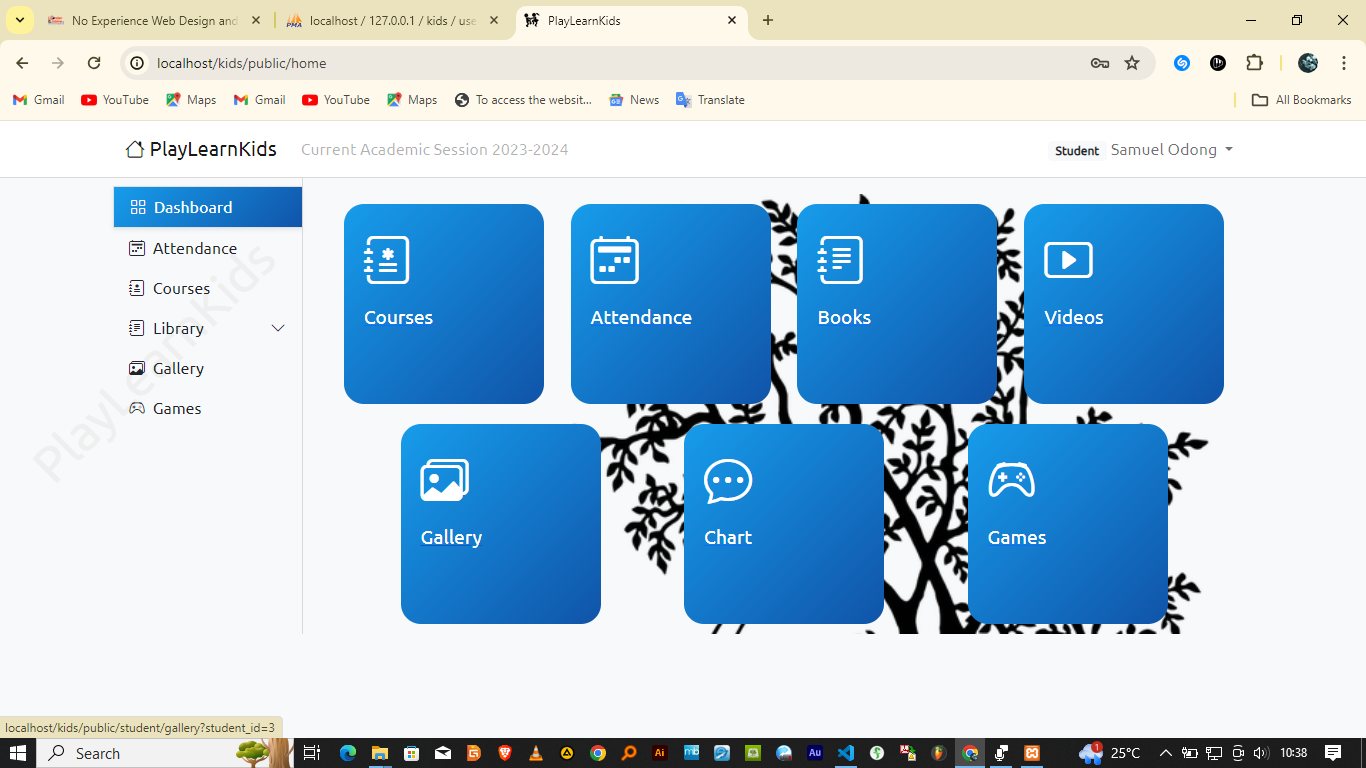 No Experience Web Design and
localhost / 127.0.0.1 / kids / use
PlayLearnKids
localhost/kids/public/home
Gmail
YouTube
Maps
Gmail
YouTube
Maps
To access the websit...
News
Translate
All Bookmarks
PlayLearnKids
Current Academic Session 2023-2024
Student
Samuel Odong
Dashboard
Attendance
Courses
Library
Gallery
Games
PlayLearnKids
Courses
Attendance
Books
Videos
Gallery
Chart
Games
localhost/kids/public/student/gallery?student_id=3
Search
25°C
10:38